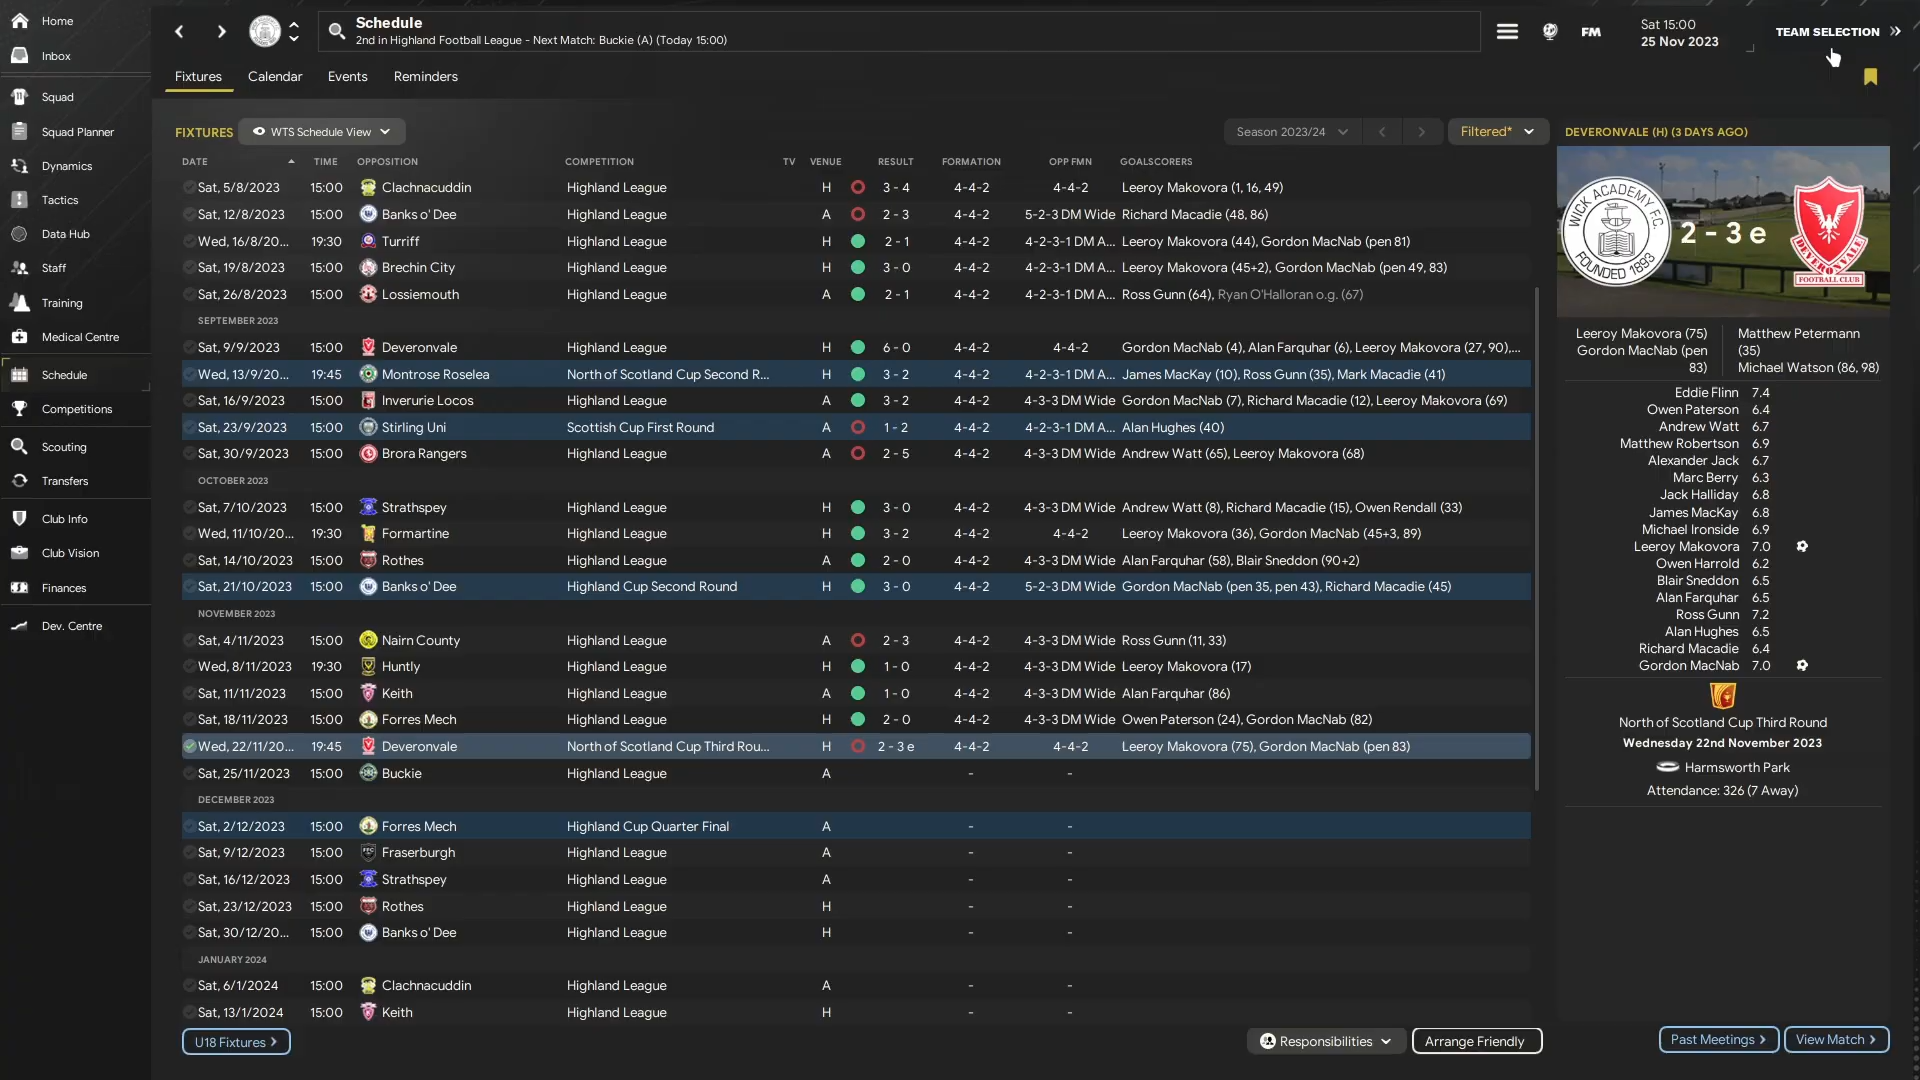 Home
Inbox
Squad
Squad Planner
Dynamics
Tactics
Data Hub
Staff
Training
Medical Centre
Schedule
Competitions
Scouting
Transfers
Club Info
Club Vision
Finances
Dev. Centre
Schedule
2nd in Highland Football League - Next Match: Buckie (A) (Today 15:00)
FM
Sat 15:00
25 Nov 2023
TEAM SELECTION
Fixtures Calendar Events Reminders
FIXTURES WTS Schedule View Season 2023/24 Filtered*
DATE TIME OPPOSITION COMPETITION TV VENUE RESULT FORMATION OPP FMN GOALSCORERS
Sat, 5/8/2023 15:00 Clachnacuddin Highland League H 3 - 4 4-4-2 4-4-2 Leeroy Makovora (1, 16, 49)
Sat, 12/8/2023 15:00 Banks o' Dee Highland League A 2 - 3 4-4-2 5-2-3 DM Wide Richard Macadie (48, 86)
Wed, 16/8/20... 19:30 Turriff Highland League H 2 - 1 4-4-2 4-2-3-1 DM A... Leeroy Makovora (44), Gordon MacNab (pen 81)
Sat, 19/8/2023 15:00 Brechin City Highland League H 3 - 0 4-4-2 4-2-3-1 DM A... Leeroy Makovora (45+2), Gordon MacNab (pen 49, 83)
Sat, 26/8/2023 15:00 Lossiemouth Highland League A 2 - 1 4-4-2 4-2-3-1 DM A... Ross Gunn (64), Ryan O'Halloran o.g. (67)
SEPTEMBER 2023
Sat, 9/9/2023 15:00 Deveronvale Highland League H 6 - 0 4-4-2 4-4-2 Gordon MacNab (4), Alan Farquhar (6), Leeroy Makovora (27, 90),...
Wed, 13/9/20... 19:45 Montrose Roselea North of Scotland Cup Second R... H 3 - 2 4-4-2 4-2-3-1 DM A... James MacKay (10), Ross Gunn (35), Mark Macadie (41)
Sat, 16/9/2023 15:00 Inverurie Locos Highland League A 3 - 2 4-4-2 4-3-3 DM Wide Gordon MacNab (7), Richard Macadie (12), Leeroy Makovora (69)
Sat, 23/9/2023 15:00 Stirling Uni Scottish Cup First Round A 1 - 2 4-4-2 4-2-3-1 DM A... Alan Hughes (40)
Sat, 30/9/2023 15:00 Brora Rangers Highland League A 2 - 5 4-4-2 4-3-3 DM Wide Andrew Watt (65), Leeroy Makovora (68)
OCTOBER 2023
Sat, 7/10/2023 15:00 Strathspey Highland League H 3 - 0 4-4-2 4-3-3 DM Wide Andrew Watt (8), Richard Macadie (15), Owen Rendall (33)
Wed, 11/10/20... 19:30 Formartine Highland League H 3 - 2 4-4-2 4-4-2 Leeroy Makovora (36), Gordon MacNab (45+3, 89)
Sat, 14/10/2023 15:00 Rothes Highland League A 2 - 0 4-4-2 4-3-3 DM Wide Alan Farquhar (58), Blair Sneddon (90+2)
Sat, 21/10/2023 15:00 Banks o' Dee Highland Cup Second Round H 3 - 0 4-4-2 5-2-3 DM Wide Gordon MacNab (pen 35, pen 43), Richard Macadie (45)
NOVEMBER 2023
Sat, 4/11/2023 15:00 Nairn County Highland League A 2 - 3 4-4-2 4-3-3 DM Wide Ross Gunn (11, 33)
Wed, 8/11/2023 19:30 Huntly Highland League H 1 - 0 4-4-2 4-3-3 DM Wide Leeroy Makovora (17)
Sat, 11/11/2023 15:00 Keith Highland League A 1 - 0 4-4-2 4-3-3 DM Wide Alan Farquhar (86)
Sat, 18/11/2023 15:00 Forres Mech Highland League H 2 - 0 4-4-2 4-3-3 DM Wide Owen Paterson (24), Gordon MacNab (82)
Wed, 22/11/20... 19:45 Deveronvale North of Scotland Cup Third Rou... H 2 - 3 e 4-4-2 4-4-2 Leeroy Makovora (75), Gordon MacNab (pen 83)
Sat, 25/11/2023 15:00 Buckie Highland League A - -
DECEMBER 2023
Sat, 2/12/2023 15:00 Forres Mech Highland Cup Quarter Final A - -
Sat, 9/12/2023 15:00 Fraserburgh Highland League A - -
Sat, 16/12/2023 15:00 Strathspey Highland League A - -
Sat, 23/12/2023 15:00 Rothes Highland League H - -
Sat, 30/12/20... 15:00 Banks o' Dee Highland League H - -
JANUARY 2024
Sat, 6/1/2024 15:00 Clachnacuddin Highland League A - -
Sat, 13/1/2024 15:00 Keith Highland League H - -
U18 Fixtures Responsibilities Arrange Friendly
DEVERONVALE (H) (3 DAYS AGO)
WICK ACADEMY F.C.
FOUNDED 1893
2 - 3 e
DEVERONVALE
FOOTBALL CLUB
Leeroy Makovora (75)
Gordon MacNab (pen
83)
Matthew Petermann
(35)
Michael Watson (86, 98)
Eddie Flinn 7.4
Owen Paterson 6.4
Andrew Watt 6.7
Matthew Robertson 6.9
Alexander Jack 6.7
Marc Berry 6.3
Jack Halliday 6.8
James MacKay 6.8
Michael Ironside 6.9
Leeroy Makovora 7.0
Owen Harrold 6.2
Blair Sneddon 6.5
Alan Farquhar 6.5
Ross Gunn 7.2
Alan Hughes 6.5
Richard Macadie 6.4
Gordon MacNab 7.0
North of Scotland Cup Third Round
Wednesday 22nd November 2023
Harmsworth Park
Attendance: 326 (7 Away)
Past Meetings View Match